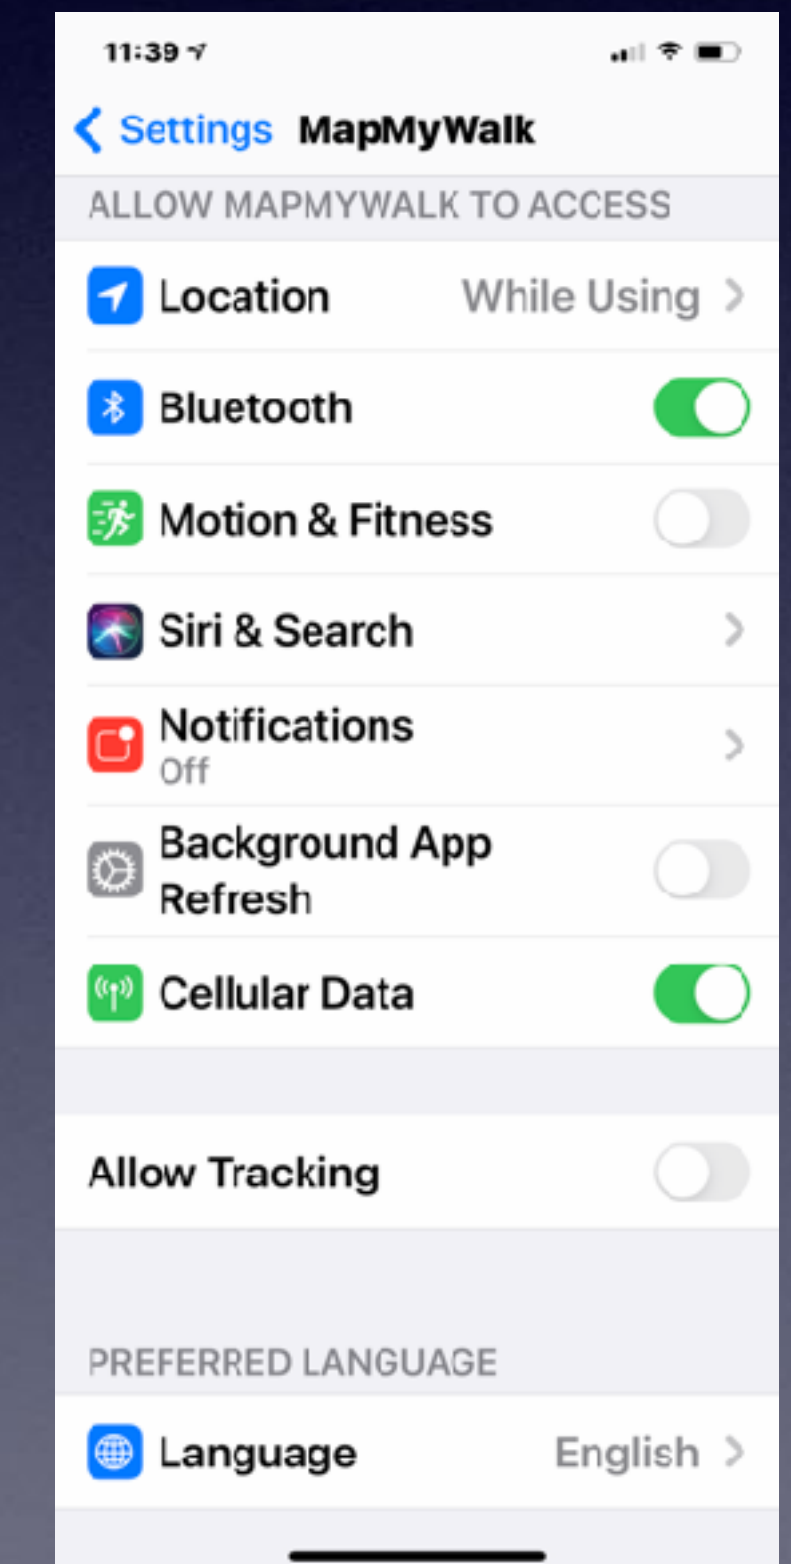 11:39
Settings MapMyWalk
ALLOW MAPMYWALK TO ACCESS
Location While Using
Bluetooth
Motion & Fitness
Siri & Search
Notifications
Off
Background App
Refresh
Cellular Data
Allow Tracking
PREFERRED LANGUAGE
Language English